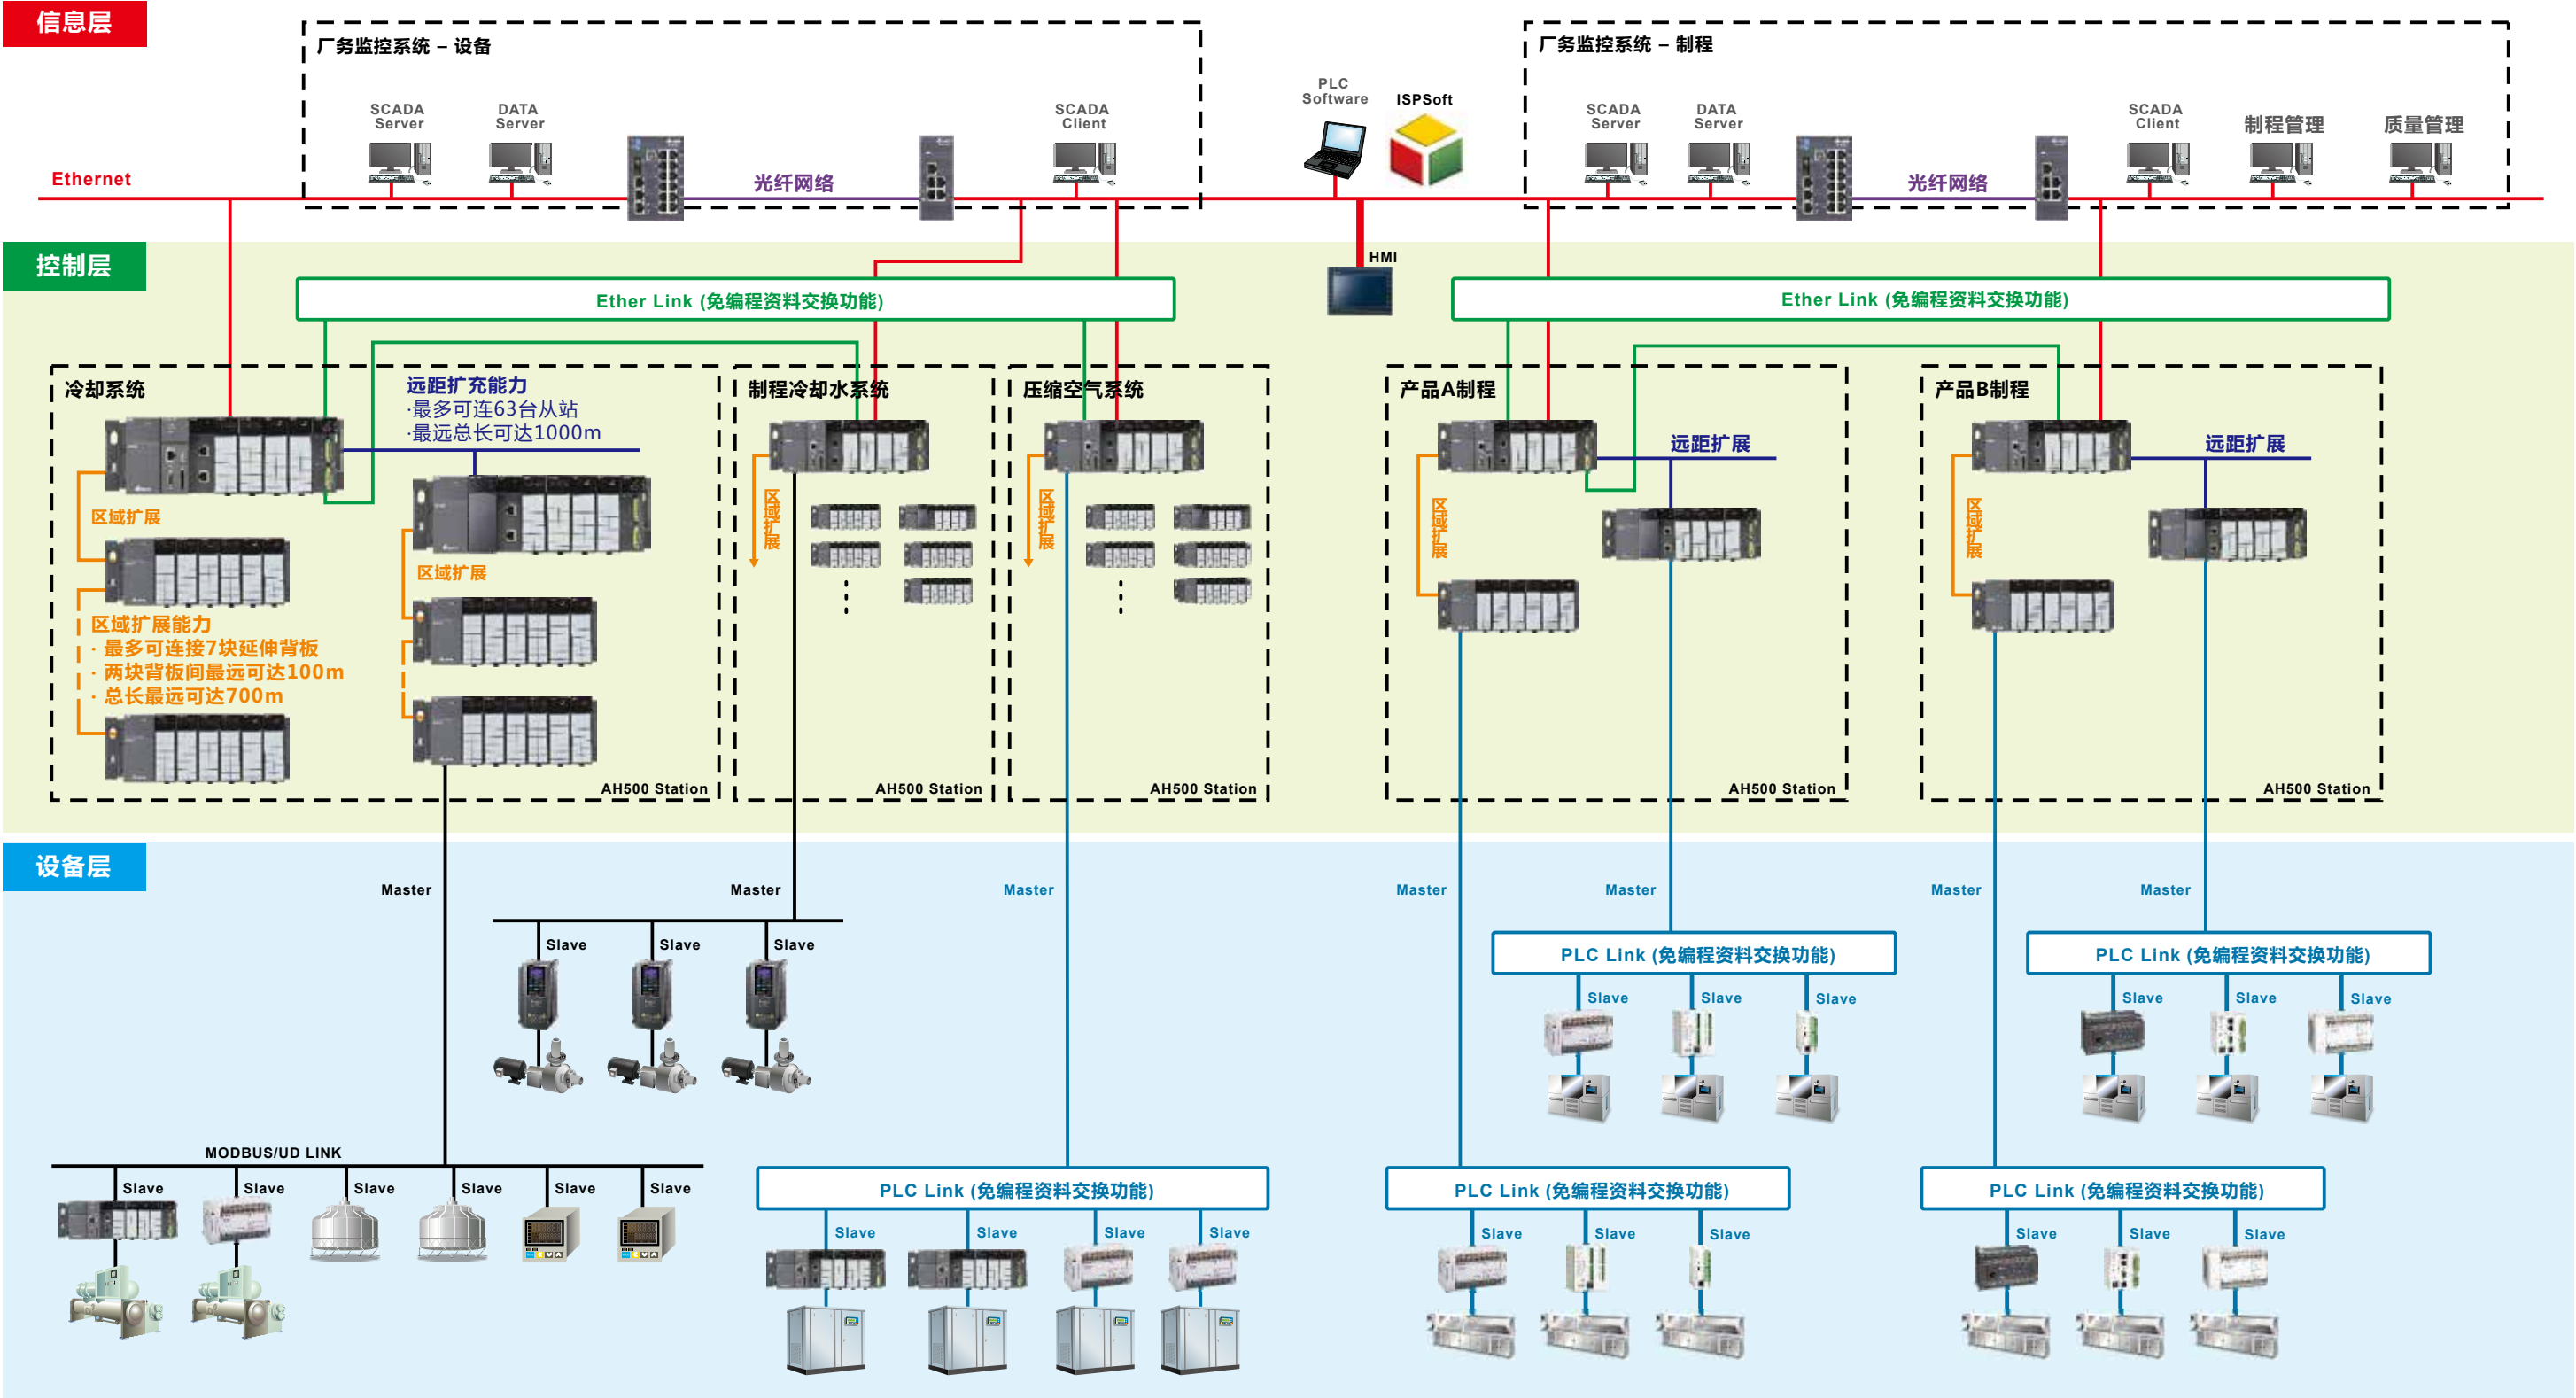 信息层
厂务监控系统 – 设备
SCADA
Server
DATA
Server
SCADA
Client
光纤网络
Ethernet
PLC
Software
ISPSoft
厂务监控系统 – 制程
SCADA
Server
DATA
Server
SCADA
Client
制程管理
质量管理
光纤网络
控制层
HMI
Ether Link (免编程资料交换功能)
Ether Link (免编程资料交换功能)
冷却系统
远距扩充能力
·最多可连63台从站
·最远总长可达1000m
区域扩展
区域扩展
区域扩展能力
· 最多可连接7块延伸背板
· 两块背板间最远可达100m
· 总长最远可达700m
AH500 Station
制程冷却水系统
区域扩展
AH500 Station
压缩空气系统
区域扩展
AH500 Station
产品A制程
远距扩展
区域扩展
AH500 Station
产品B制程
远距扩展
区域扩展
AH500 Station
设备层
Master
Master
Master
Master
Master
Master
Master
Slave
Slave
Slave
PLC Link (免编程资料交换功能)
Slave
Slave
Slave
PLC Link (免编程资料交换功能)
Slave
Slave
Slave
MODBUS/UD LINK
Slave
Slave
Slave
Slave
Slave
Slave
PLC Link (免编程资料交换功能)
Slave
Slave
Slave
Slave
PLC Link (免编程资料交换功能)
Slave
Slave
Slave
PLC Link (免编程资料交换功能)
Slave
Slave
Slave